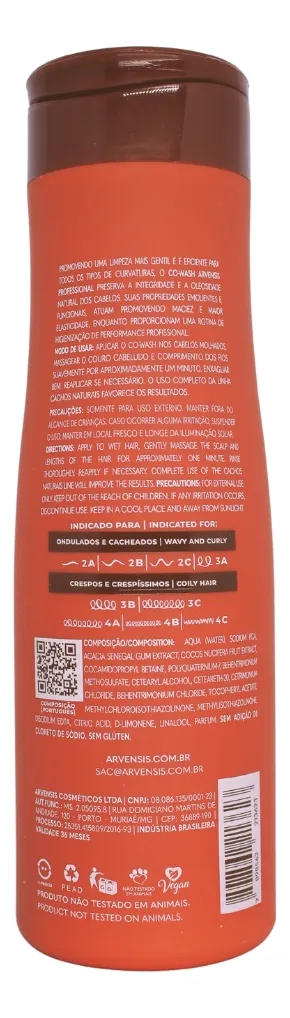 PROMOVENDO UMA LIMPEZA MAIS GENTIL E É EFICIENTE PARA
TODOS OS TIPOS DE CURVATURAS, O CO-WASH ARVENSIS
PROFESSIONAL PRESERVA A INTEGRIDADE E A OLEOSIDADE
NATURAL DOS CABELOS. SUAS PROPRIEDADES EMOLIENTES E
FUNCIONAIS, ATUAM PROMOVENDO MACIEZ E MAIOR
ELASTICIDADE, ENQUANTO PROPORCIONAM UMA ROTINA DE
HIGIENIZAÇÃO DE PERFORMANCE PROFISSIONAL.
MODO DE USAR: APLICAR O CO-WASH NOS CABELOS MOLHADOS,
MASSAGEAR O COURO CABELUDO E COMPRIMENTO DOS FIOS
SUAVEMENTE POR APROXIMADAMENTE UM MINUTO. ENXAGUAR
BEM. REAPLICAR SE NECESSÁRIO. O USO COMPLETO DA LINHA
CACHOS NATURAIS FAVORECE OS RESULTADOS.
PRECAUÇÕES: SOMENTE PARA USO EXTERNO. MANTER FORA DO
ALCANCE DE CRIANÇAS. CASO OCORRER ALGUMA IRRITAÇÃO, SUSPENDER
O USO. MANTER EM LOCAL FRESCO E LONGE DA ILUMINAÇÃO SOLAR.
DIRECTIONS: APPLY TO WET HAIR, GENTLY, MASSAGE THE SCALP AND
LENGTHS OF THE HAIR FOR APPROXIMATELY ONE MINUTE. RINSE
THOROUGHLY. REAPPLY IF NECESSARY. COMPLETE USE OF THE CACHOS
NATURAIS LINE WILL IMPROVE THE RESULTS. PRECAUTIONS: FOR EXTERNAL USE
ONLY. KEEP OUT OF THE REACH OF CHILDREN. IF ANY IRRITATION OCCURS,
DISCONTINUE USE. KEEP IN A COOL PLACE AND AWAY FROM SUNLIGHT
INDICADO PARA | INDICATED FOR:
ONDULADOS E CACHEADOS | WAVY AND CURLY
2A 2B 2C 3A
CRESPOS E CRESPÍSSIMOS | COILY HAIR
3B 3C
4A 4B 4C
COMPOSIÇÃO/COMPOSITION: AQUA (WATER), SODIUM PCA,
ACACIA SENEGAL GUM EXTRACT, COCOS NUCIFERA FRUIT EXTRACT,
COCAMIDOPROPYL BETAINE, POLYQUATERNIUM-7, BEHENTRIMONIUM
METHOSULFATE, CETEARYL ALCOHOL, CETEARETH-20, CETRIMONIUM
CHLORIDE, BEHENTRIMONIUM CHLORIDE, TOCOPHERYL ACETATE,
METHYLCHLOROISOTHIAZOLINONE, METHYLISOTHIAZOLINONE,
DISODIUM EDTA, CITRIC ACID, D-LIMONENE, LINALOOL, PARFUM. SEM ADIÇÃO DE
CLORETO DE SÓDIO, SEM GLÚTEN.
COMPOSIÇÃO
(PORTUGUÊS)
ARVENSIS.COM.BR
SAC@ARVENSIS.COM.BR
ARVENSIS COSMÉTICOS LTDA | CNPJ: 08.086.135/0001-23 |
AUT.FUNC.: MS. 2.05095.8 | RUA DOMICIANO MARTINS DE
ANDRADE, 120 - PORTO - MURIAÉ/MG | CEP: 36889-190 |
PROCESSO: 25351.415809/2016-93 | INDÚSTRIA BRASILEIRA
VALIDADE 36 MESES
PEAD
NÃO TESTADO
EM ANIMAIS
Vegan
PRODUTO NÃO TESTADO EM ANIMAIS.
PRODUCT NOT TESTED ON ANIMALS.